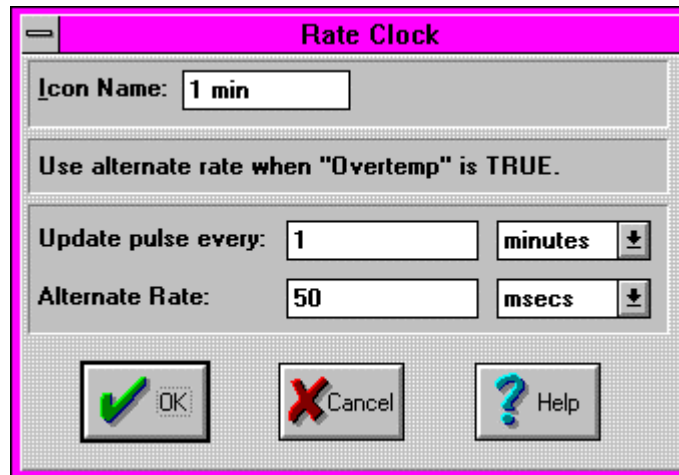 Rate Clock
Icon Name: 1 min
Use alternate rate when "Overtemp" is TRUE.
Update pulse every: 1 minutes
Alternate Rate: 50 msecs
OK Cancel Help